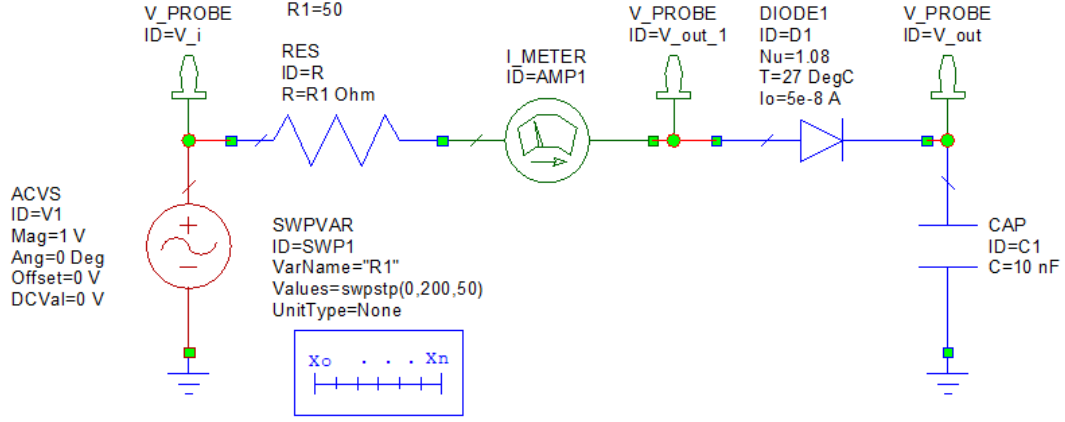 V_PROBE
ID=V_i
R1=50
RES
ID=R
R=R1 Ohm
I_METER
ID=AMP1
V_PROBE
ID=V_out_1
DIODE1
ID=D1
Nu=1.08
T=27 DegC
Io=5e-8 A
V_PROBE
ID=V_out
ACVS
ID=V1
Mag=1 V
Ang=0 Deg
Offset=0 V
DCVal=0 V
SWPVAR
ID=SWP1
VarName="R1"
Values=swpstp(0,200,50)
UnitType=None
Xo . . . Xn
CAP
ID=C1
C=10 nF